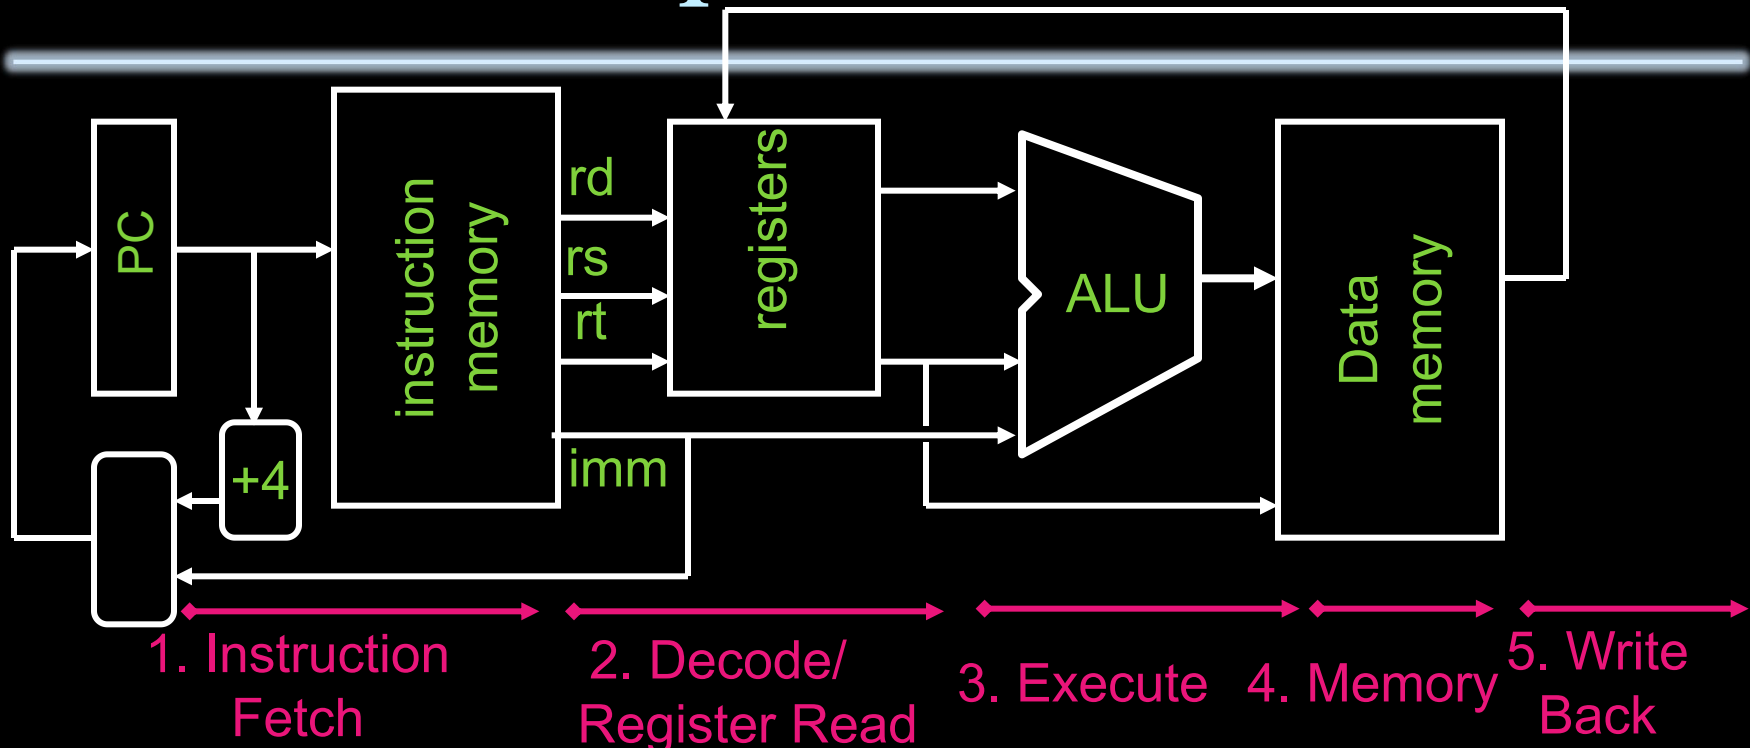 PC
+4
instruction
memory
rd
rs
rt
imm
registers
ALU
Data
memory
1. Instruction
Fetch
2. Decode/
Register Read
3. Execute
4. Memory
5. Write
Back